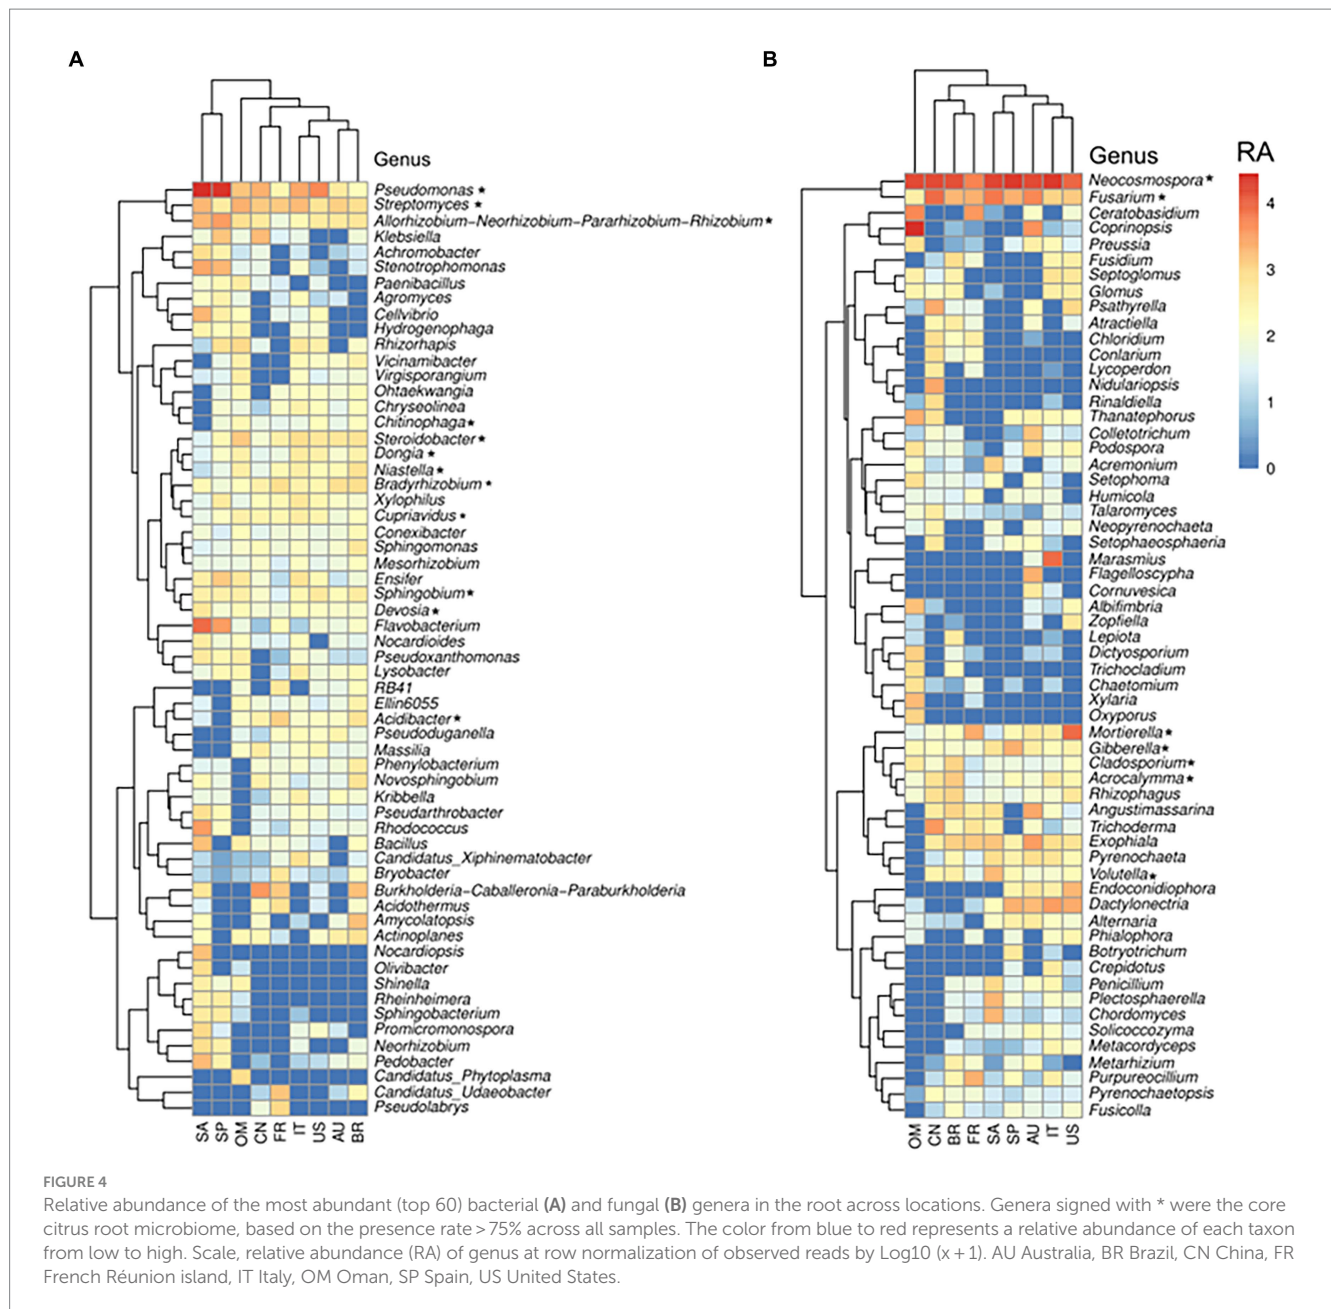 A
Genus
Pseudomonas ★
Streptomyces ★
Allorhizobium−Neorhizobium−Pararhizobium−Rhizobium★
Klebsiella
Achromobacter
Stenotrophomonas
Paenibacillus
Agromyces
Cellvibrio
Hydrogenophaga
Rhizorhapis
Vicinamibacter
Virgisporangium
Ohtaekwangia
Chryseolinea
Chitinophaga★
Steroidobacter★
Dongia ★
Niastella★
Bradyrhizobium ★
Xylophilus
Cupriavidus ★
Conexibacter
Sphingomonas
Mesorhizobium
Ensifer
Sphingobium★
Devosia★
Flavobacterium
Nocardioides
Pseudoxanthomonas
Lysobacter
RB41
Ellin6055
Acidibacter★
Pseudoduganella
Massilia
Phenylobacterium
Novosphingobium
Kribbella
Pseudarthrobacter
Rhodococcus
Bacillus
Candidatus_Xiphinematobacter
Bryobacter
Burkholderia−Caballeronia−Paraburkholderia
Acidothermus
Amycolatopsis
Actinoplanes
Nocardiopsis
Olivibacter
Shinella
Rheinheimera
Sphingobacterium
Promicromonospora
Neorhizobium
Pedobacter
Candidatus_Phytoplasma
Candidatus_Udaeobacter
Pseudolabrys
SA SP OM CN FR IT US AU BR
B
Genus
Neocosmospora★
Fusarium ★
Ceratobasidium
Coprinopsis
Preussia
Fusidium
Septoglomus
Glomus
Psathyrella
Atractiella
Chloridium
Conlarium
Lycoperdon
Nidulariopsis
Rinaldiella
Thanatephorus
Colletotrichum
Podospora
Acremonium
Setophoma
Humicola
Talaromyces
Neopyrenochaeta
Setophaeosphaeria
Marasmius
Flagelloscypha
Cornuvesica
Albifimbria
Zopfiella
Lepiota
Dictyosporium
Trichocladium
Chaetomium
Xylaria
Oxyporus
Mortierella★
Gibberella★
Cladosporium★
Acrocalymma★
Rhizophagus
Angustimassarina
Trichoderma
Exophiala
Pyrenochaeta
Volutella★
Endoconidiophora
Dactylonectria
Alternaria
Phialophora
Botryotrichum
Crepidotus
Penicillium
Plectosphaerella
Chordomyces
Solicoccozyma
Metacordyceps
Metarhizium
Purpureocillium
Pyrenochaetopsis
Fusicolla
OM CN BR FR SA SP AU IT US
RA
4
3
2
1
0
FIGURE 4
Relative abundance of the most abundant (top 60) bacterial (A) and fungal (B) genera in the root across locations. Genera signed with * were the core
citrus root microbiome, based on the presence rate > 75% across all samples. The color from blue to red represents a relative abundance of each taxon
from low to high. Scale, relative abundance (RA) of genus at row normalization of observed reads by Log10 (x + 1). AU Australia, BR Brazil, CN China, FR
French Réunion island, IT Italy, OM Oman, SP Spain, US United States.